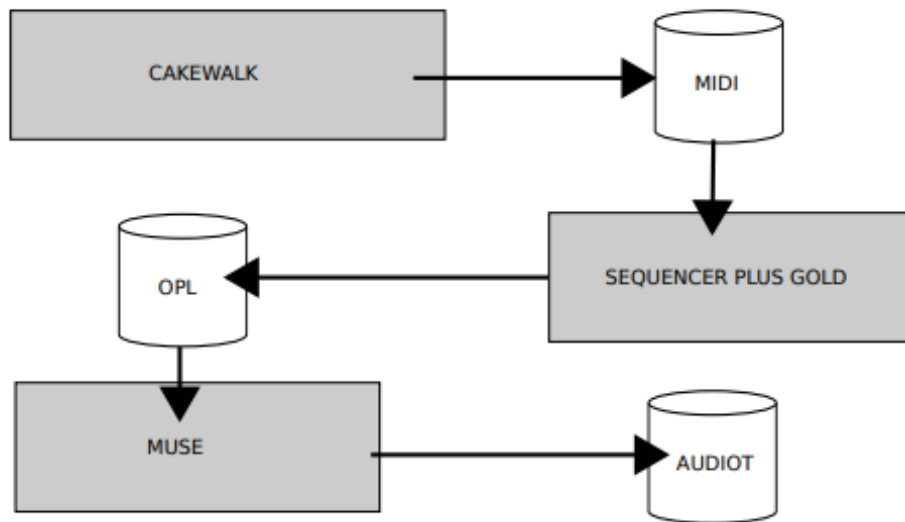 CAKEWALK
MIDI
SEQUENCER PLUS GOLD
OPL
MUSE
AUDIOT